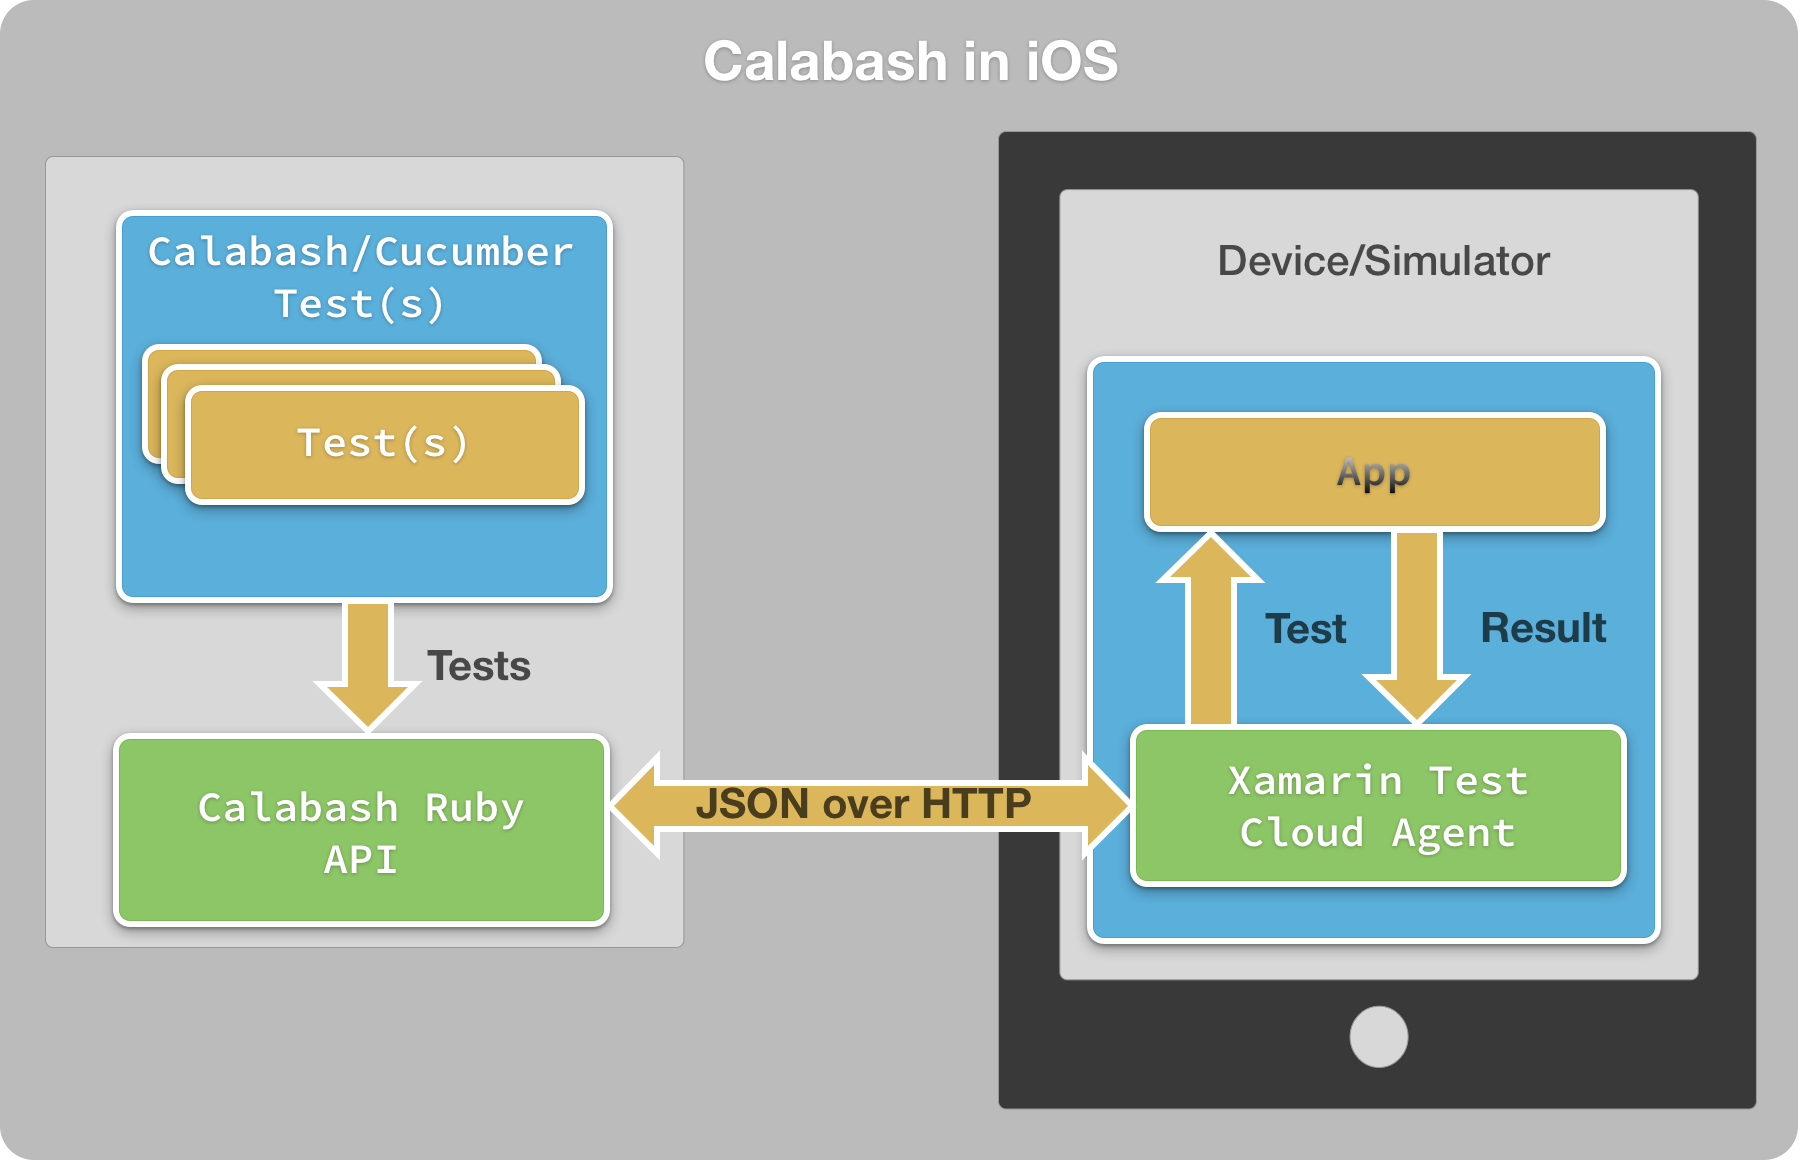 Calabash in iOS
Calabash/Cucumber
Test(s)
Test(s)
Tests
Calabash Ruby
API
JSON over HTTP
Device/Simulator
App
Test
Result
Xamarin Test
Cloud Agent